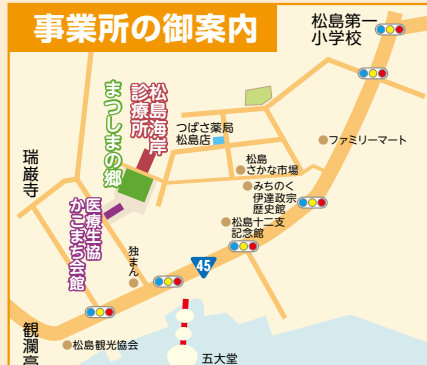 事業所の御案内
松島第一
小学校
松島海岸
診療所
まつしまの郷
つばさ薬局
松島店
ファミリーマート
松島
さかな市場
みちのく
伊達政宗
歴史館
瑞巌寺
医療生協
かこまち会館
松島十二支
記念館
独まん
45
観瀾亭
松島観光協会
五大堂